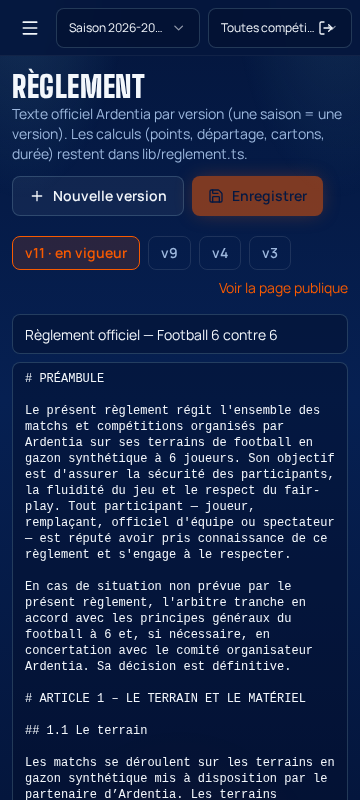 Saison 2026-20...
Toutes compéti...
RÈGLEMENT
Texte officiel Ardentia par version (une saison = une
version). Les calculs (points, départage, cartons,
durée) restent dans lib/reglement.ts.
Nouvelle version
Enregistrer
v11 · en vigueur
v9
v4
v3
Voir la page publique
Règlement officiel — Football 6 contre 6
# PRÉAMBULE
Le présent règlement régit l'ensemble des
matchs et compétitions organisés par
Ardentia sur ses terrains de football en
gazon synthétique à 6 joueurs. Son objectif
est d'assurer la sécurité des participants,
la fluidité du jeu et le respect du fair-
play. Tout participant — joueur,
remplaçant, officiel d'équipe ou spectateur
— est réputé avoir pris connaissance de ce
règlement et s'engage à le respecter.
En cas de situation non prévue par le
présent règlement, l'arbitre tranche en
accord avec les principes généraux du
football à 6 et, si nécessaire, en
concertation avec le comité organisateur
Ardentia. Sa décision est définitive.
# ARTICLE 1 – LE TERRAIN ET LE MATÉRIEL
## 1.1 Le terrain
Les matchs se déroulent sur les terrains en
gazon synthétique mis à disposition par le
partenaire d’Ardentia. Les terrains